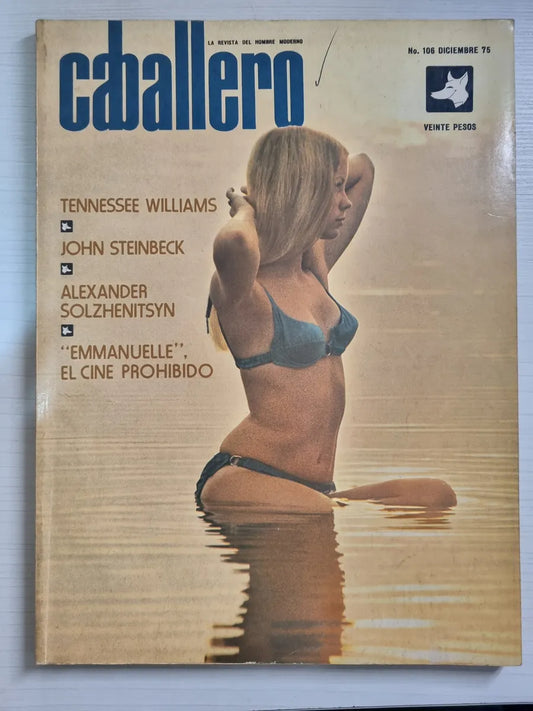 LA REVISTA DEL HOMBRE MODERNO
caballero
No. 106 DICIEMBRE 75
VEINTE PESOS
TENNESSEE WILLIAMS
JOHN STEINBECK
ALEXANDER
SOLZHENITSYN
“EMMANUELLE”,
EL CINE PROHIBIDO